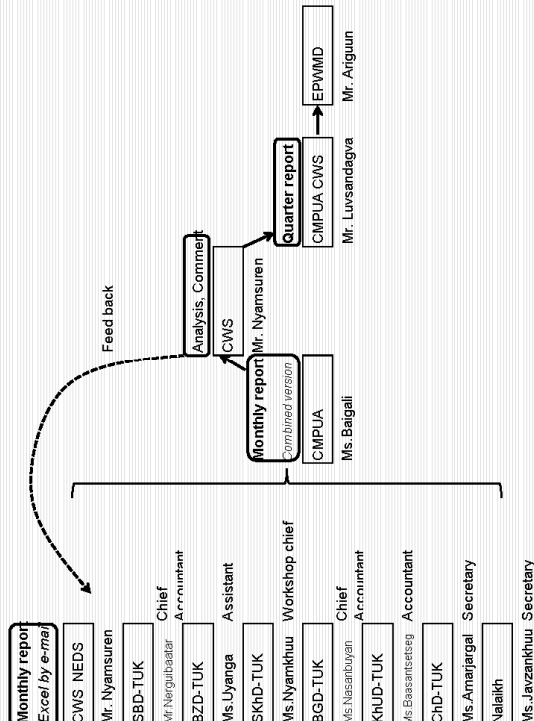 Monthly report
Excel by e-mail
CWS NEDS
Mr. Nyamsuren
SBD-TUK
Mr.Nerguibaatar
Chief
Accountant
BZD-TUK
Ms.Uyanga
Assistant
SKhD-TUK
Ms.Nyamkhuu
Workshop chief
BGD-TUK
Ms.Nasanbuyan
Chief
Accountant
KhUD-TUK
Ms.Baasantsetseg
Accountant
ChD-TUK
Ms.Amarjargal
Secretary
Nalaikh
Ms.Javzankhuu
Secretary
Feed back
Monthly report
Combined version
CMPUA
Ms.Baigali
Analysis, Comment
CWS
Mr. Nyamsuren
Quarter report
CMPUA CWS
Mr. Luvsandagva
EPWMD
Mr. Ariguun